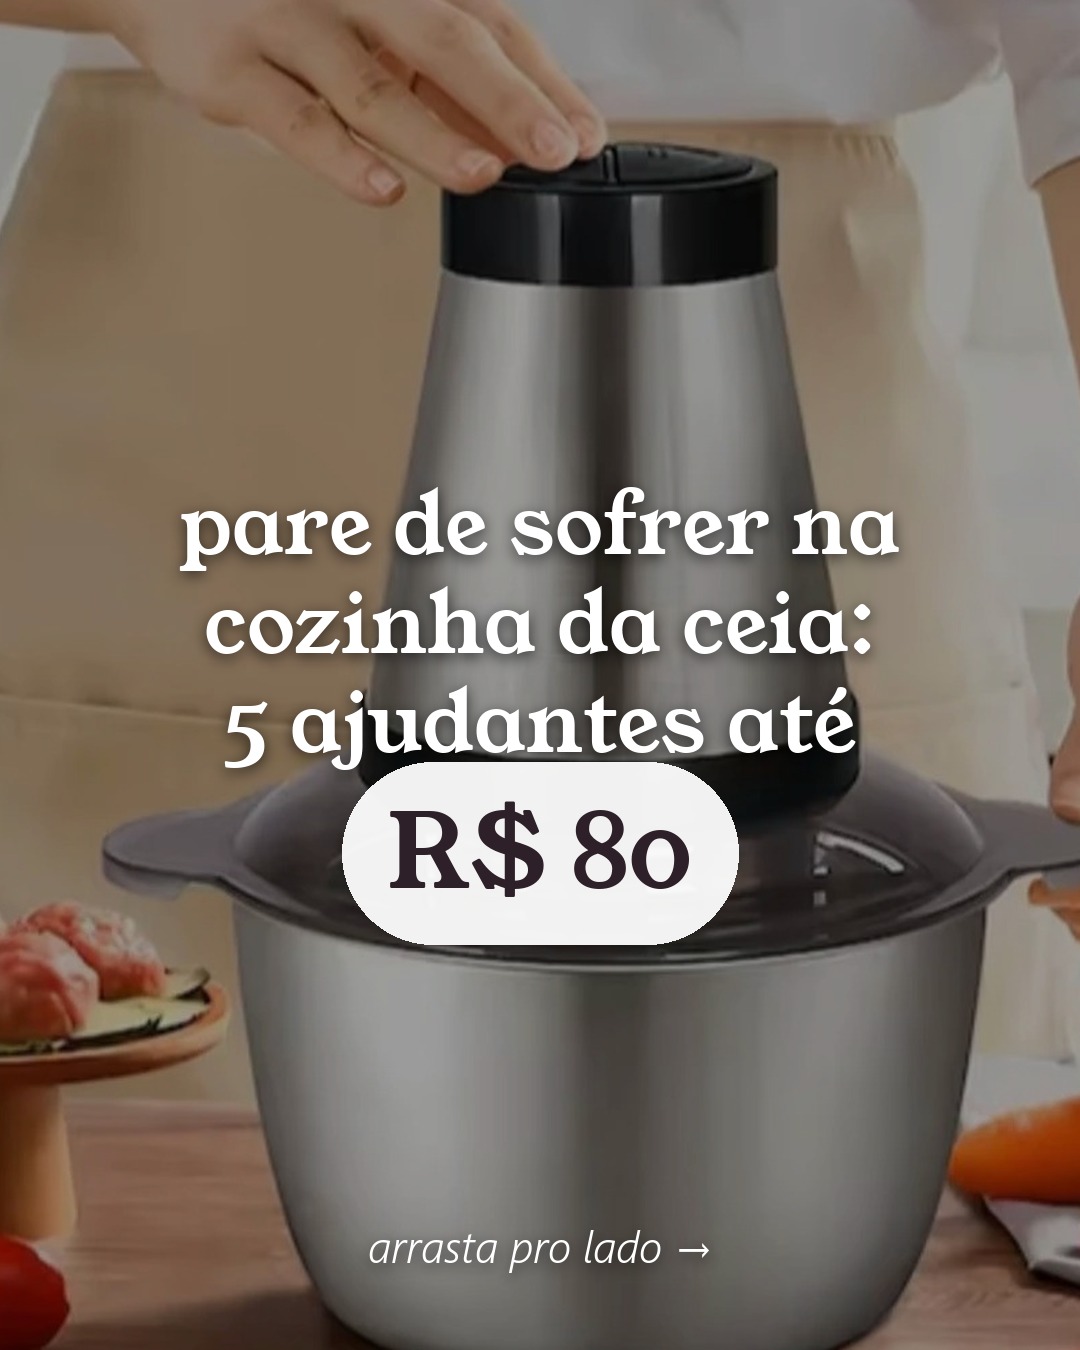 pare de sofrer na
cozinha da ceia:
5 ajudantes até
R$ 80
arrasta pro lado →